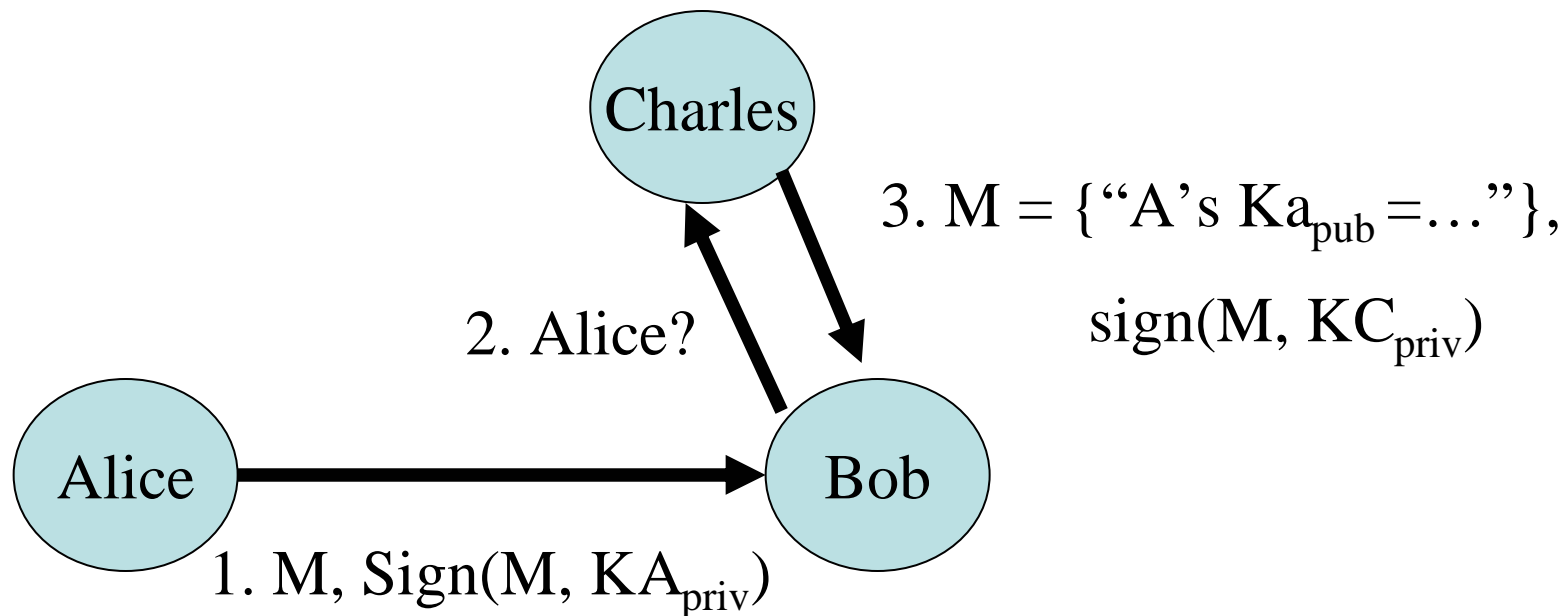 Charles
3. M = {“A’s Ka_pub =…”},
sign(M, KC_priv)
2. Alice?
Alice
Bob
1. M, Sign(M, KA_priv)